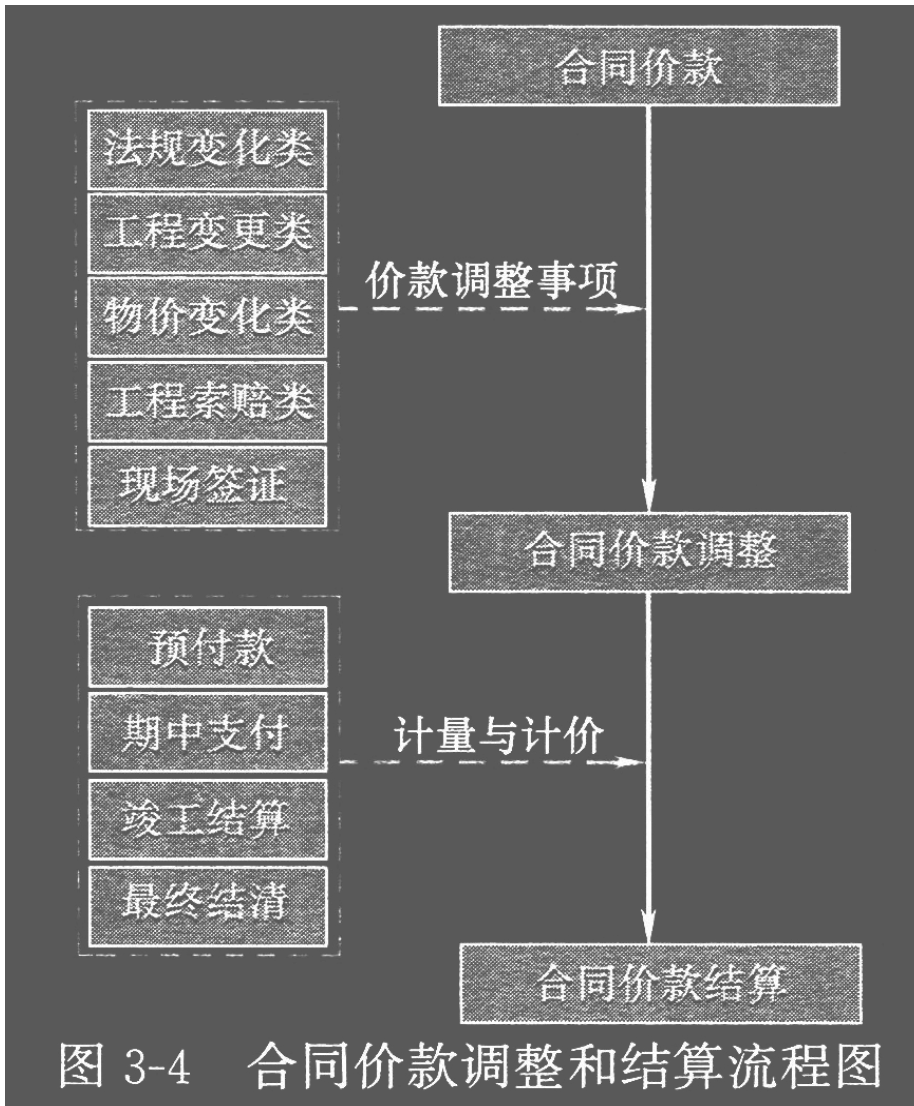 合同价款
法规变化类
工程变更类
物价变化类
工程索赔类
现场签证
价款调整事项
合同价款调整
预付款
期中支付
竣工结算
最终结清
计量与计价
合同价款结算
图 3-4 合同价款调整和结算流程图